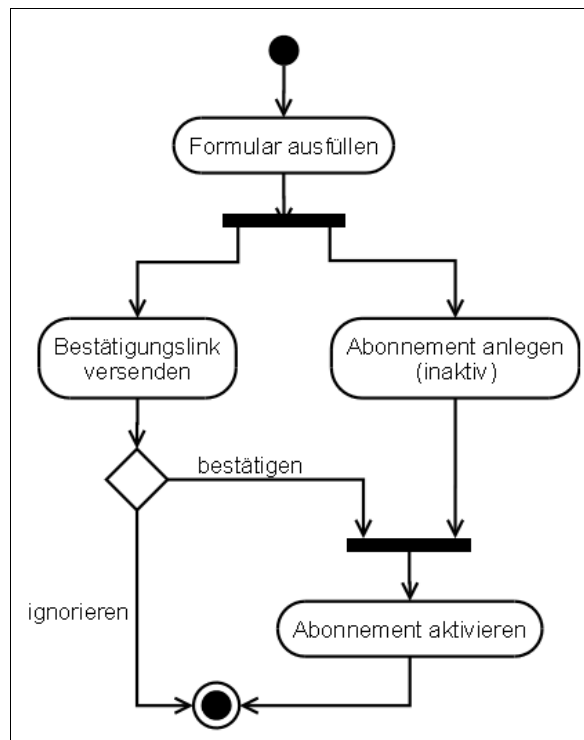 Formular ausfüllen
Bestätigungslink
versenden
Abonnement anlegen
(inaktiv)
bestätigen
ignorieren
Abonnement aktivieren